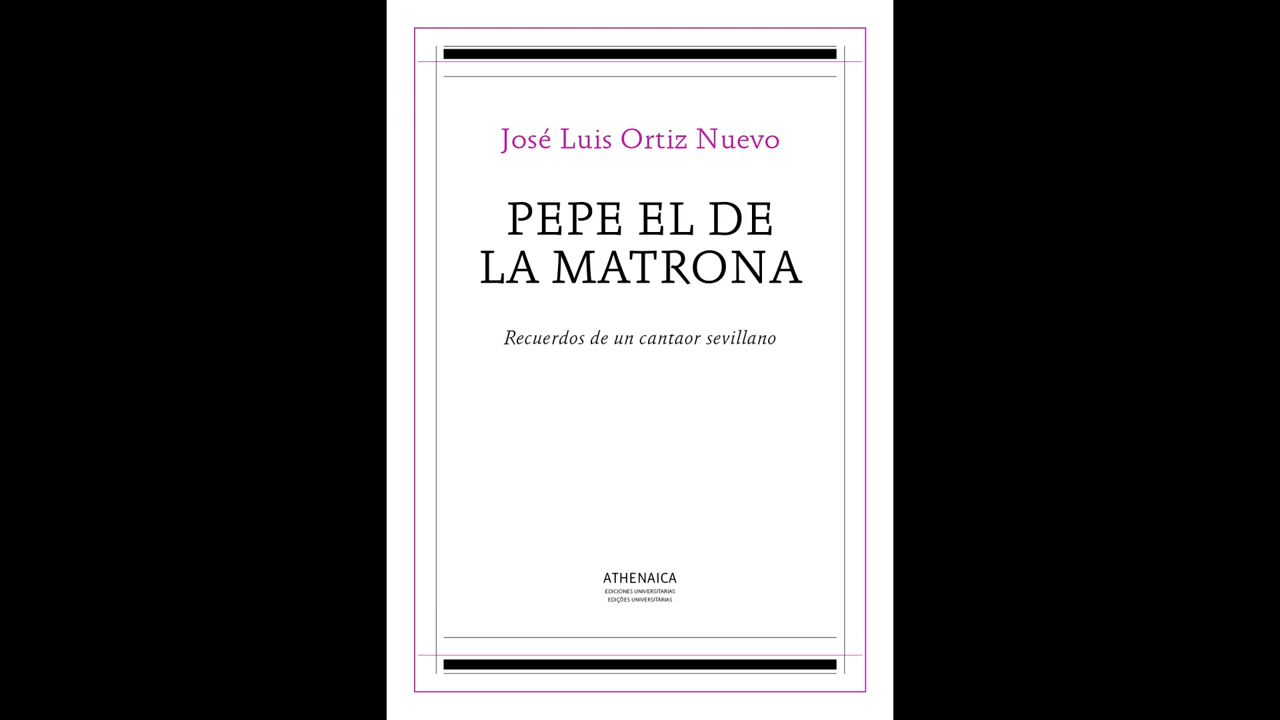 José Luis Ortiz Nuevo
PEPE EL DE
LA MATRONA
Recuerdos de un cantaor sevillano
ATHENAICA
EDICIONES UNIVERSITARIAS
EDIÇÕES UNIVERSITÁRIAS